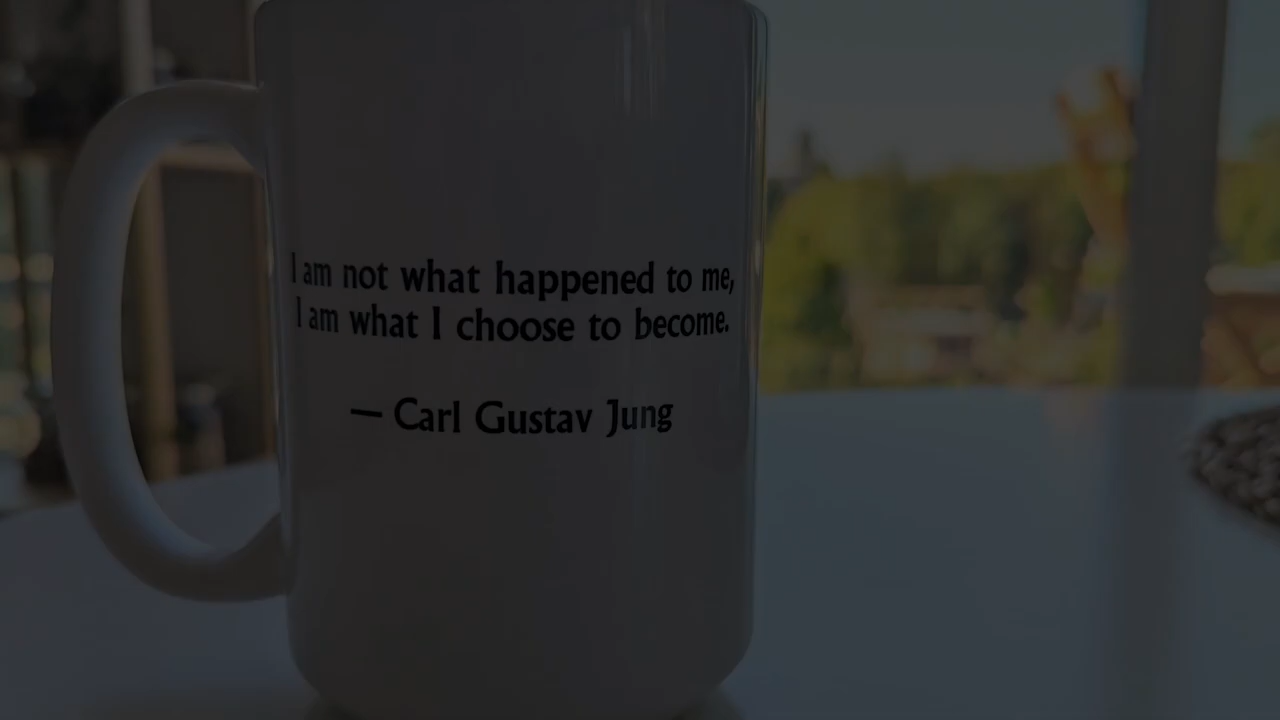 I am not what happened to me,
I am what I choose to become.
— Carl Gustav Jung